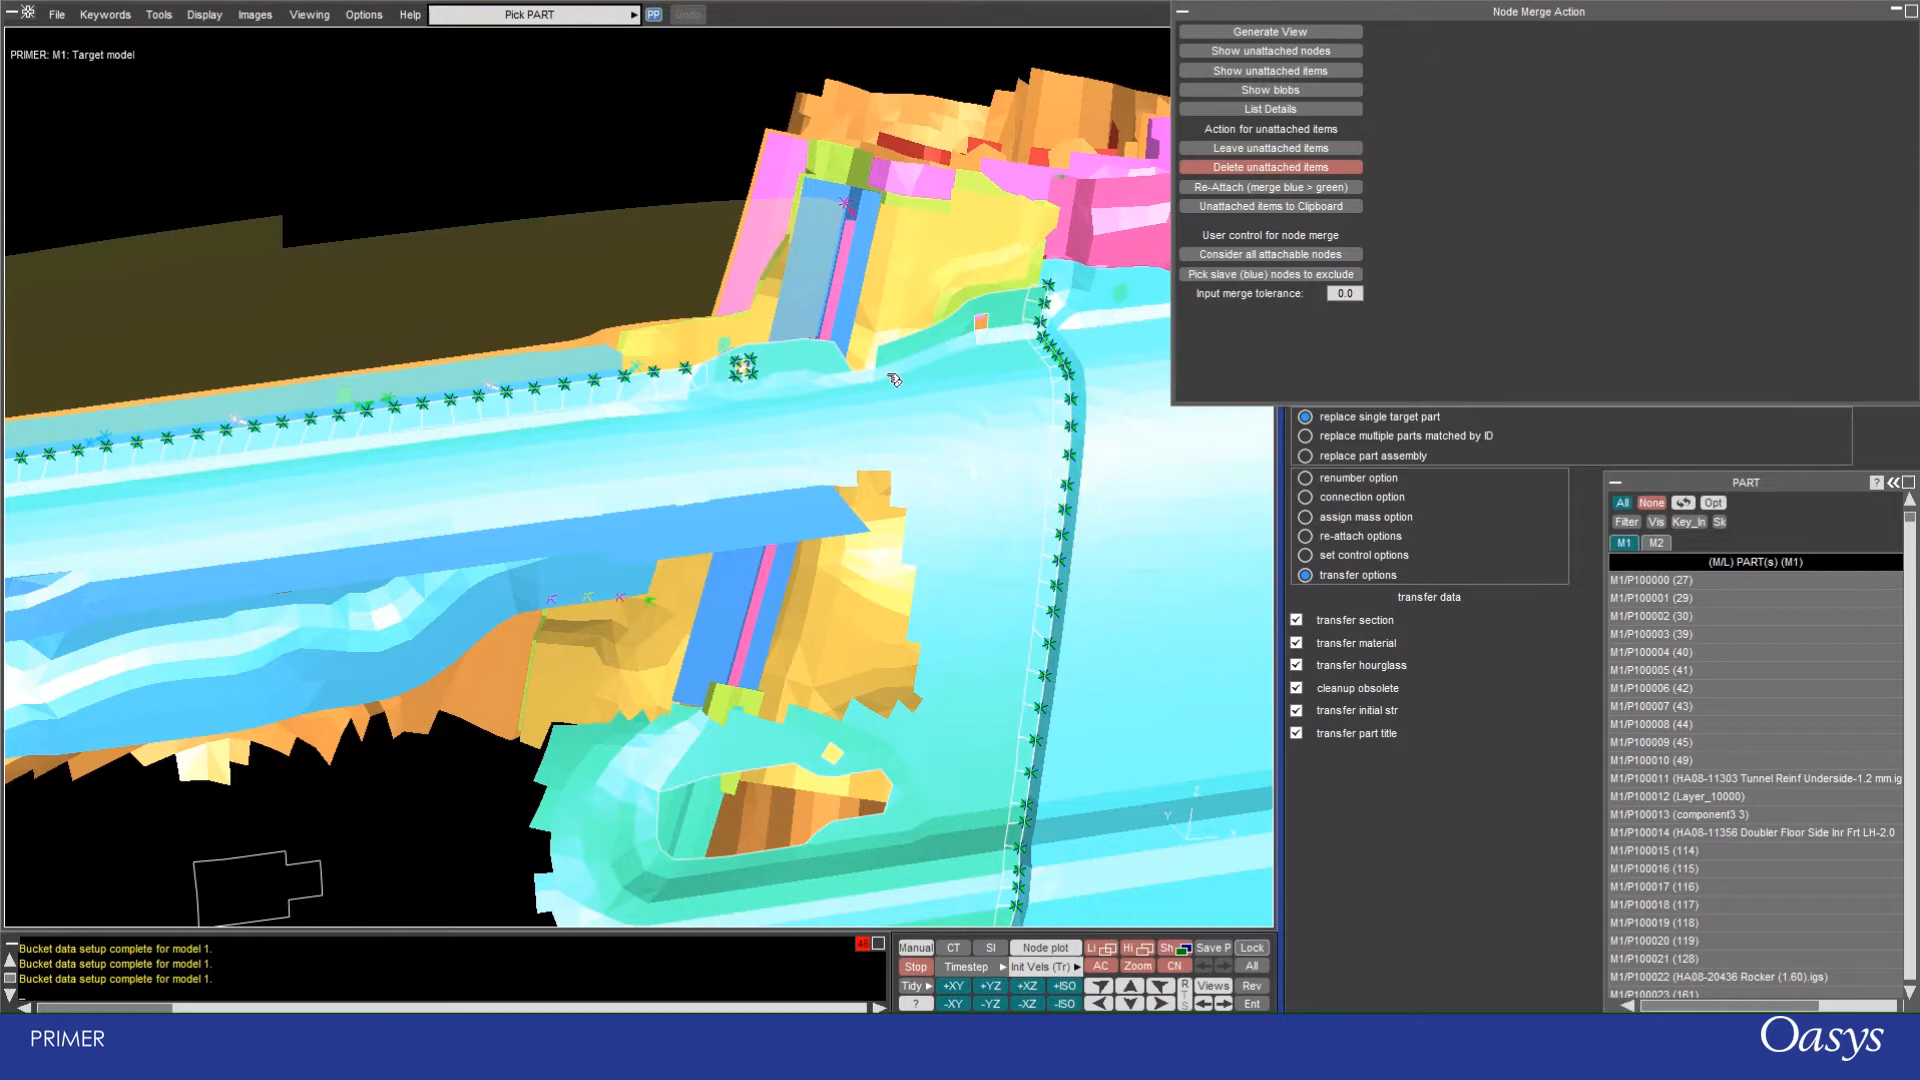 File Keywords Tools Display Images Viewing Options Help Pick PART PP Undo
PRIMER: M1: Target model
Node Merge Action
Generate View
Show unattached nodes
Show unattached items
Show blobs
List Details
Action for unattached items
Leave unattached items
Delete unattached items
Re-Attach (merge blue > green)
Unattached items to Clipboard
User control for node merge
Consider all attachable nodes
Pick slave (blue) nodes to exclude
Input merge tolerance: 0.0
replace single target part
replace multiple parts matched by ID
replace part assembly
renumber option
connection option
assign mass option
re-attach options
set control options
transfer options
transfer data
transfer section
transfer material
transfer hourglass
cleanup obsolete
transfer initial str
transfer part title
PART ?
All None Opt
Filter Vis Key_In Sk
M1 M2
(M/L) PART(s) (M1)
M1/P100000 (27)
M1/P100001 (29)
M1/P100002 (30)
M1/P100003 (39)
M1/P100004 (40)
M1/P100005 (41)
M1/P100006 (42)
M1/P100007 (43)
M1/P100008 (44)
M1/P100009 (45)
M1/P100010 (49)
M1/P100011 (HA08-11303 Tunnel Reinf Underside-1.2 mm.ig
M1/P100012 (Layer_10000)
M1/P100013 (component3 3)
M1/P100014 (HA08-11356 Doubler Floor Side Inr Frt LH-2.0
M1/P100015 (114)
M1/P100016 (115)
M1/P100017 (116)
M1/P100018 (117)
M1/P100019 (118)
M1/P100020 (119)
M1/P100021 (128)
M1/P100022 (HA08-20436 Rocker (1.60).igs)
M1/P100023 (161)
Z
Y X
Bucket data setup complete for model 1.
Bucket data setup complete for model 1.
Bucket data setup complete for model 1.
46
Manual CT SI Node plot Li Hi Sh Save P Lock
Stop Timestep Init Vels (Tr) AC Zoom CN All
Tidy +XY +YZ +XZ +ISO R T S Views Rev
? -XY -YZ -XZ -ISO Ent
PRIMER
Oasys